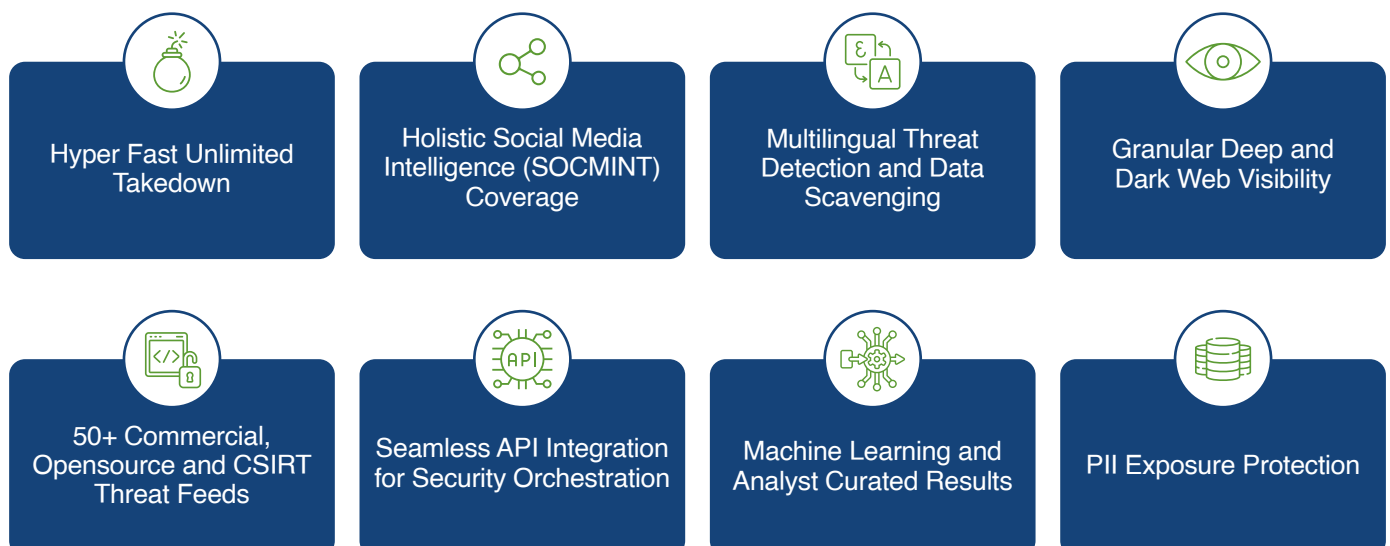 Hyper Fast Unlimited
Takedown
Holistic Social Media
Intelligence (SOCMINT)
Coverage
ε
A
Multilingual Threat
Detection and Data
Scavenging
Granular Deep and
Dark Web Visibility
</>
50+ Commercial,
Opensource and CSIRT
Threat Feeds
API
Seamless API Integration
for Security Orchestration
Machine Learning and
Analyst Curated Results
PII Exposure Protection